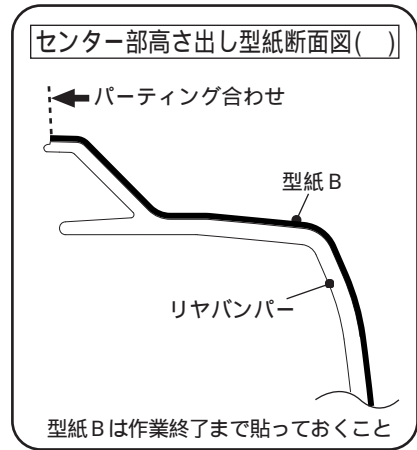 センター部高さ出し型紙断面図(　)
パーティング合わせ
型紙B
リヤバンパー
型紙Bは作業終了まで貼っておくこと